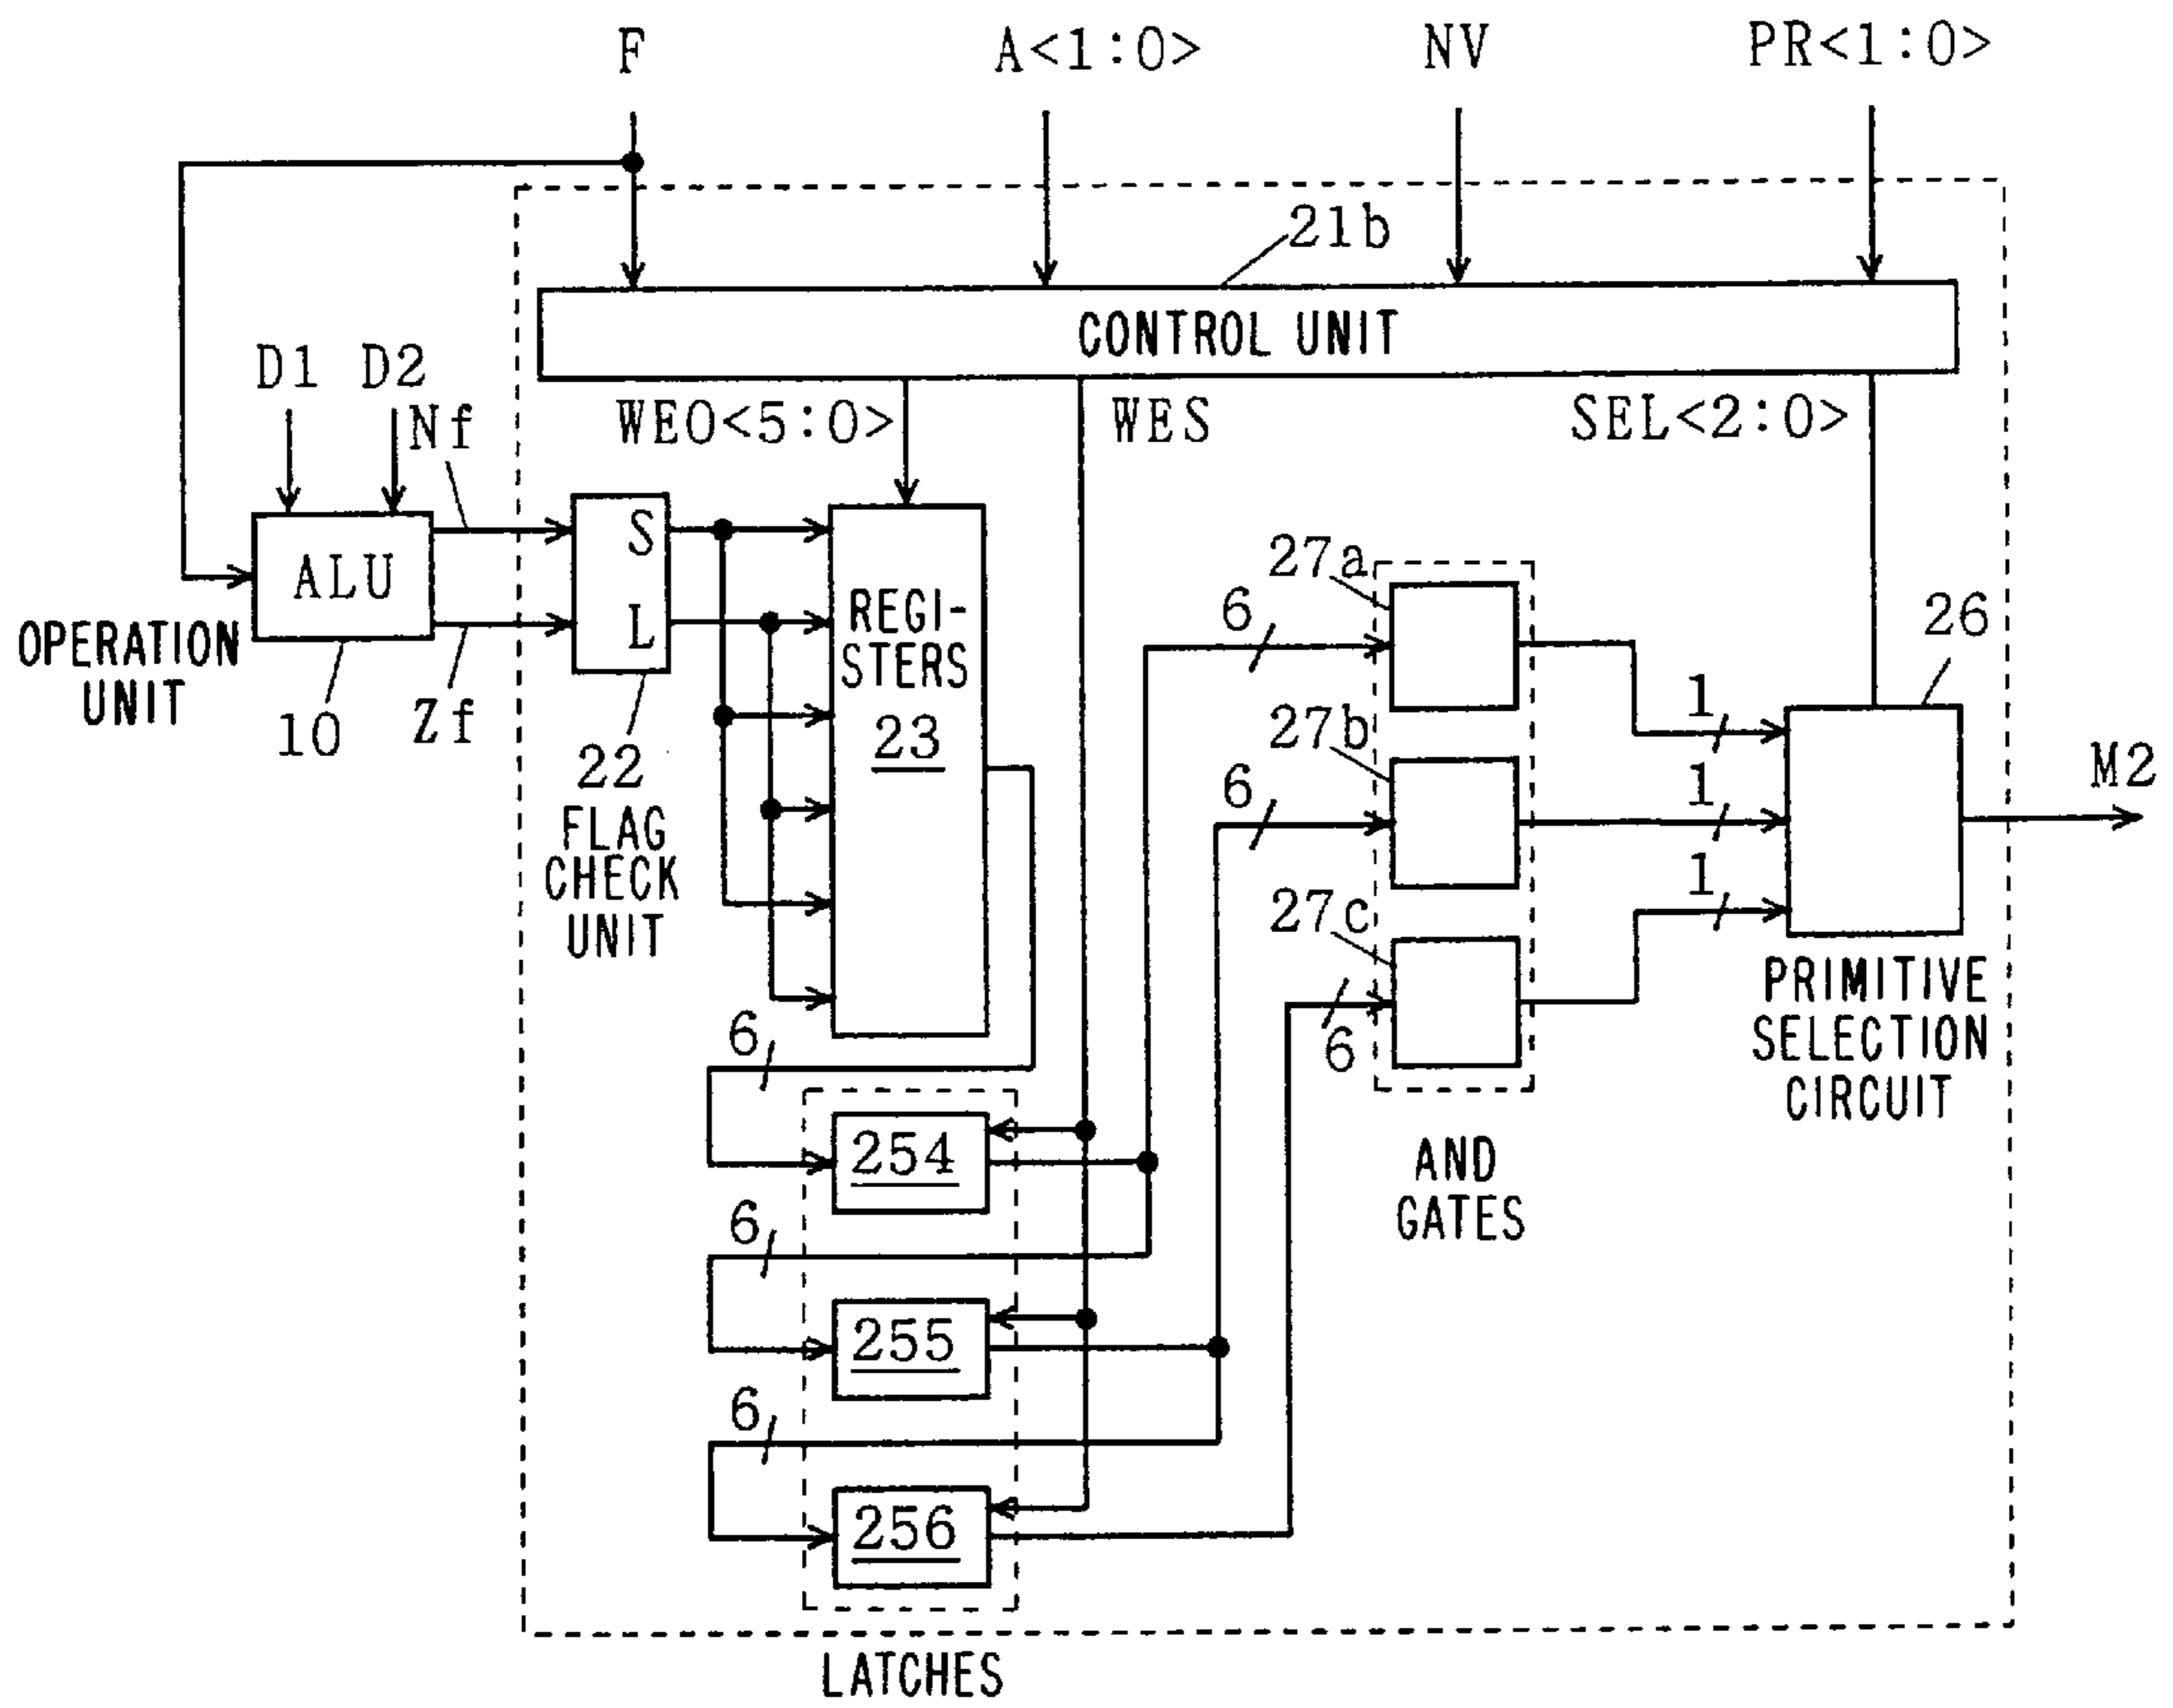 F
A<1:0>
NV
PR<1:0>
21b
CONTROL UNIT
D1
D2
Nf
WEO<5:0>
WES
SEL<2:0>
S
L
ALU
OPERATION
UNIT
10
Zf
22
FLAG
CHECK
UNIT
REGI-
STERS
23
27a
6
27b
6
27c
6
1
1
1
26
M2
PRIMITIVE
SELECTION
CIRCUIT
AND
GATES
6
254
6
255
6
256
LATCHES